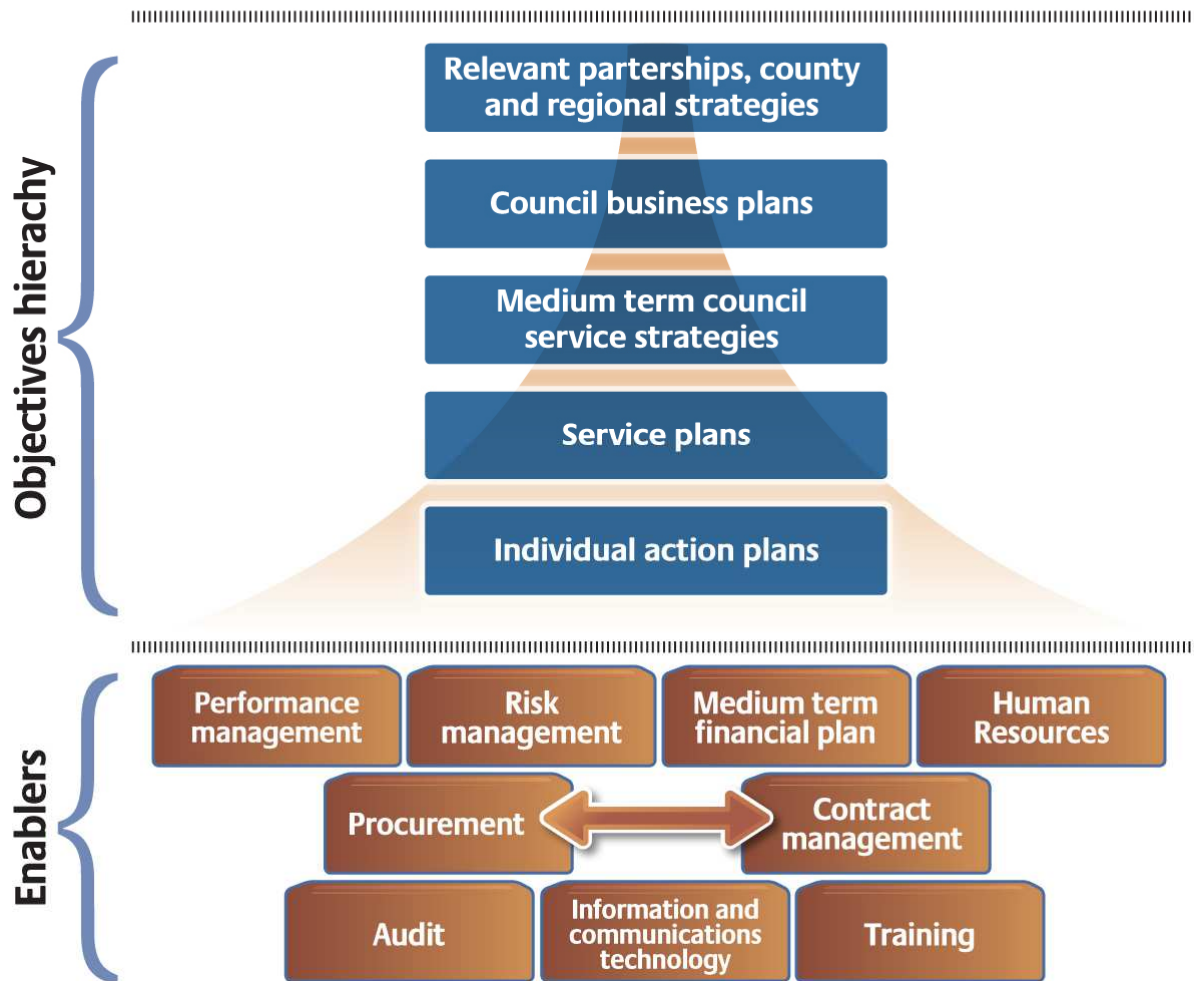 Objectives hierachy
Relevant parterships, county
and regional strategies
Council business plans
Medium term council
service strategies
Service plans
Individual action plans
Enablers
Performance
management
Risk
management
Medium term
financial plan
Human
Resources
Procurement
Contract
management
Audit
Information and
communications
technology
Training